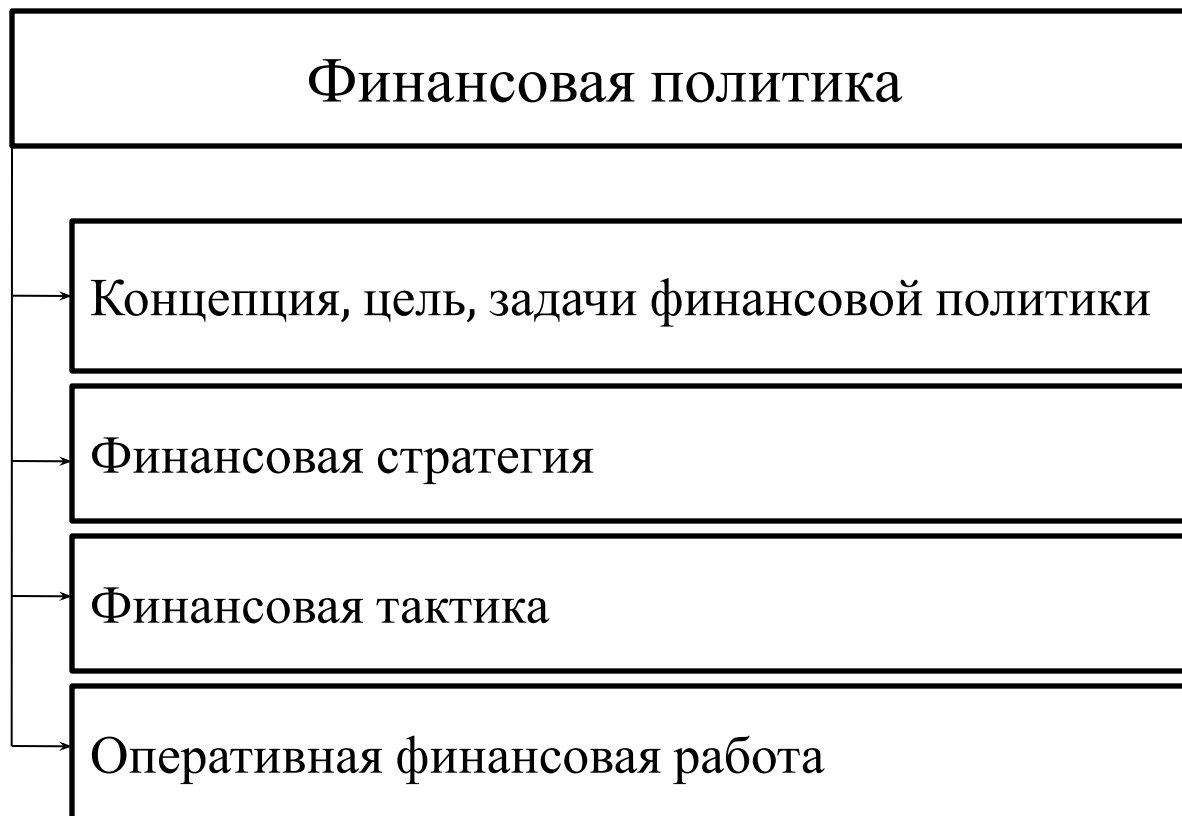 Финансовая политика
Концепция, цель, задачи финансовой политики
Финансовая стратегия
Финансовая тактика
Оперативная финансовая работа